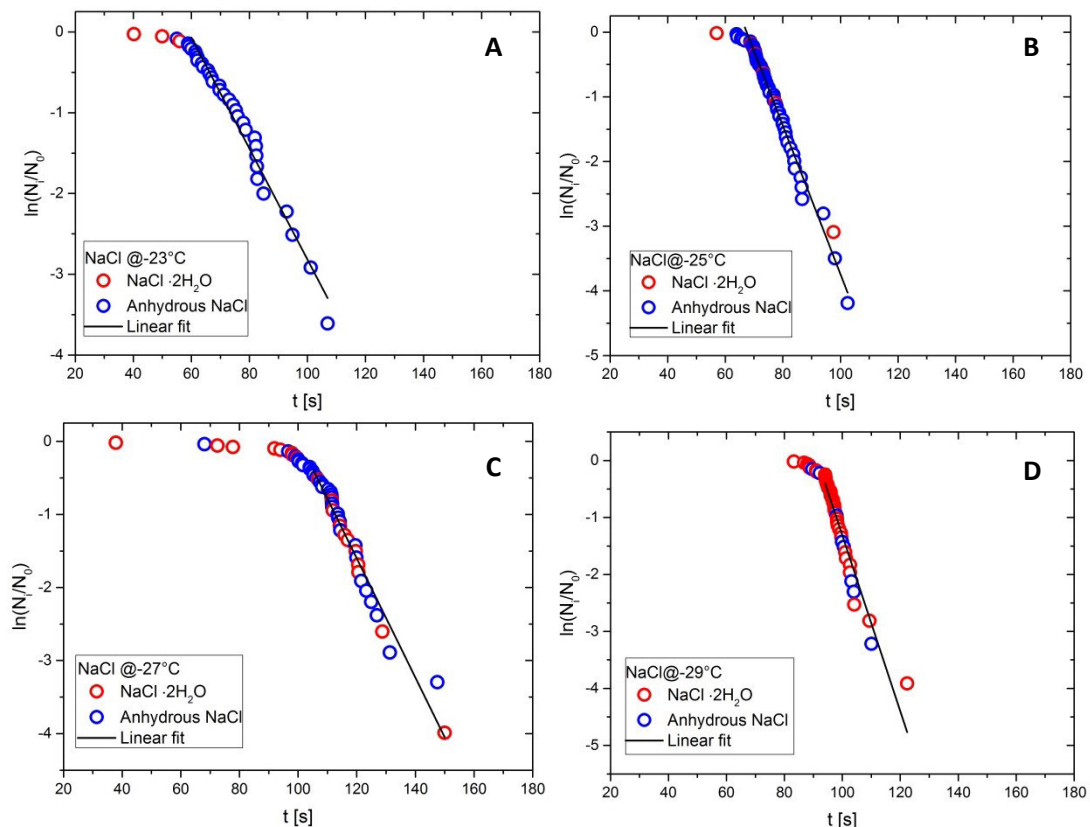 A
0
-1
-2
-3
-4
ln(Nᵢ/N₀)
NaCl @-23°C
NaCl ·2H₂O
Anhydrous NaCl
Linear fit
20 40 60 80 100 120 140 160 180
t [s]
B
0
-1
-2
-3
-4
-5
ln(Nᵢ/N₀)
NaCl@-25°C
NaCl ·2H₂O
Anhydrous NaCl
Linear fit
20 40 60 80 100 120 140 160 180
t [s]
C
0
-1
-2
-3
-4
ln(Nᵢ/N₀)
NaCl @-27°C
NaCl ·2H₂O
Anhydrous NaCl
Linear fit
20 40 60 80 100 120 140 160 180
t [s]
D
0
-1
-2
-3
-4
-5
ln(Nᵢ/N₀)
NaCl@-29°C
NaCl ·2H₂O
Anhydrous NaCl
Linear fit
20 40 60 80 100 120 140 160 180
t [s]